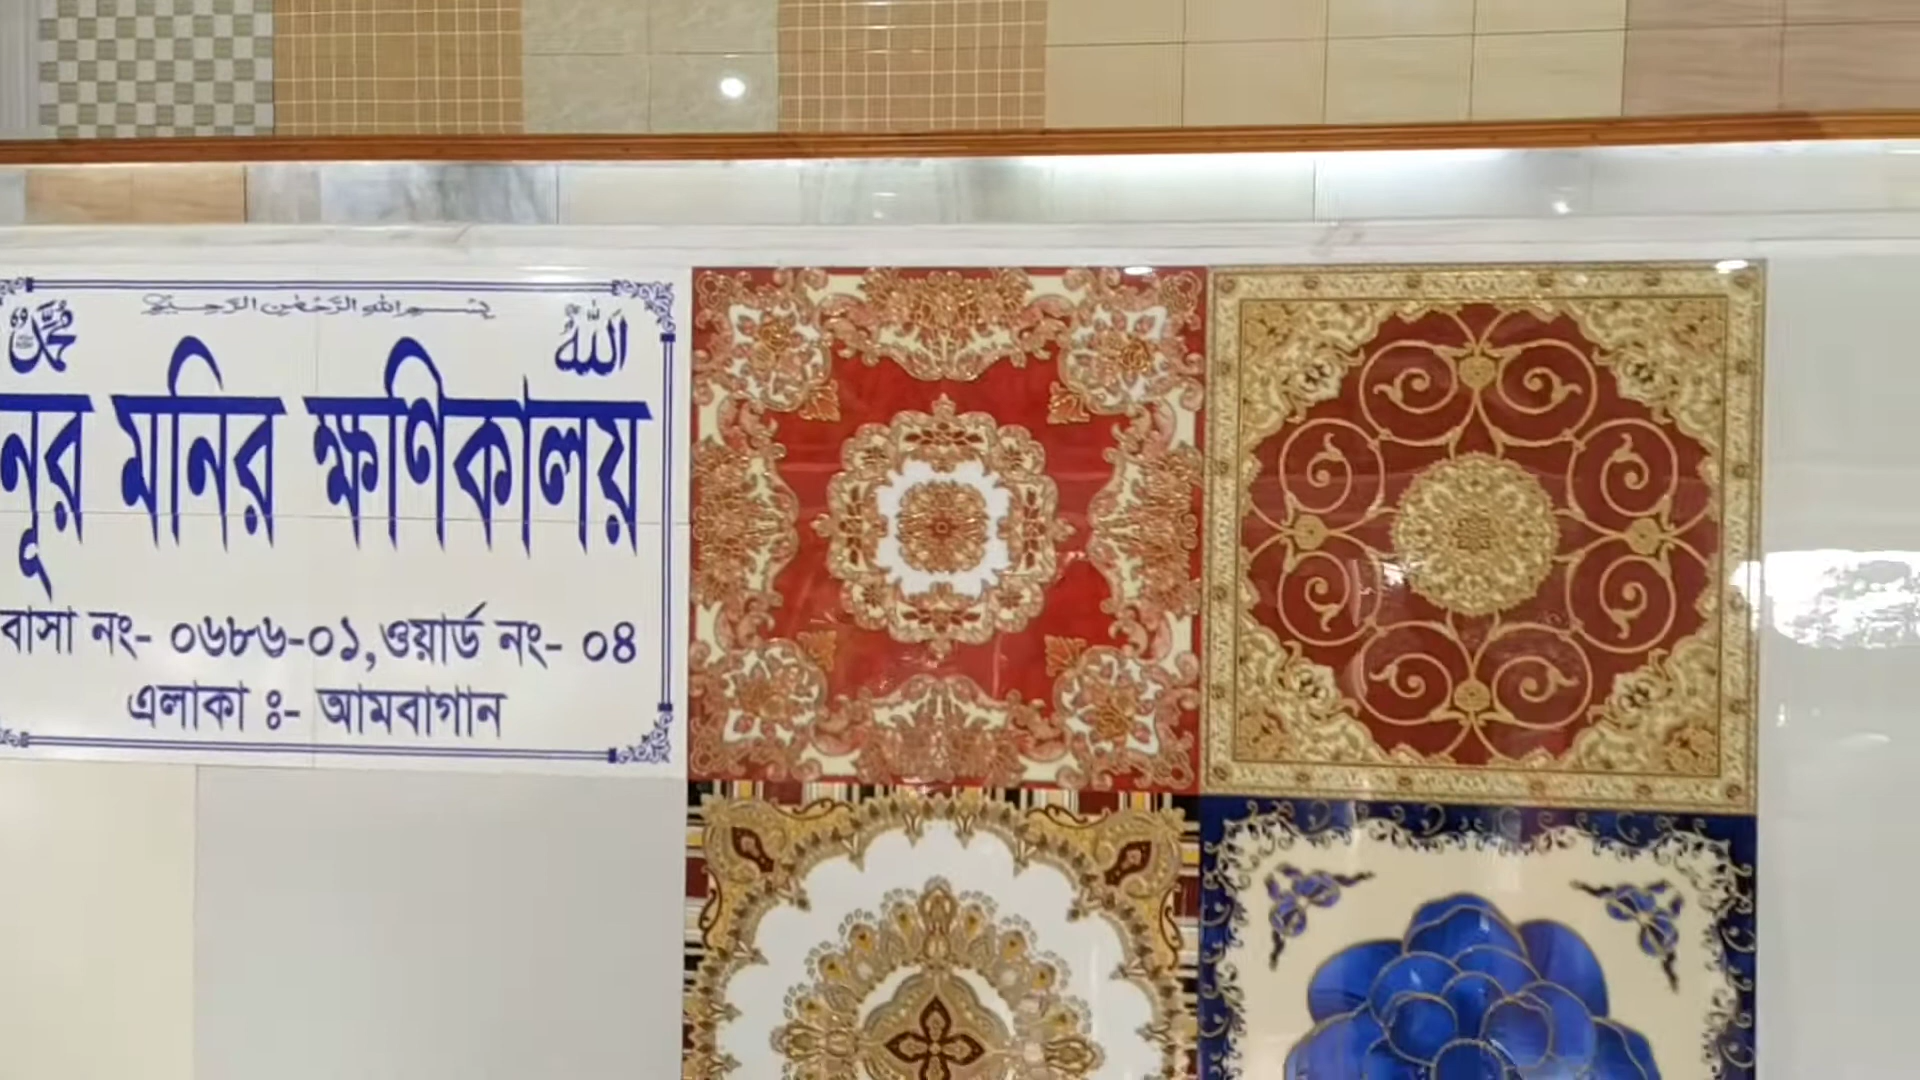 بسم الله الرحمن الرحيم
محمد الله
নূর মনির ক্ষণিকালয়
বাসা নং- ০৬৮৬-০১,ওয়ার্ড নং- ০৪
এলাকা ঃ- আমবাগান